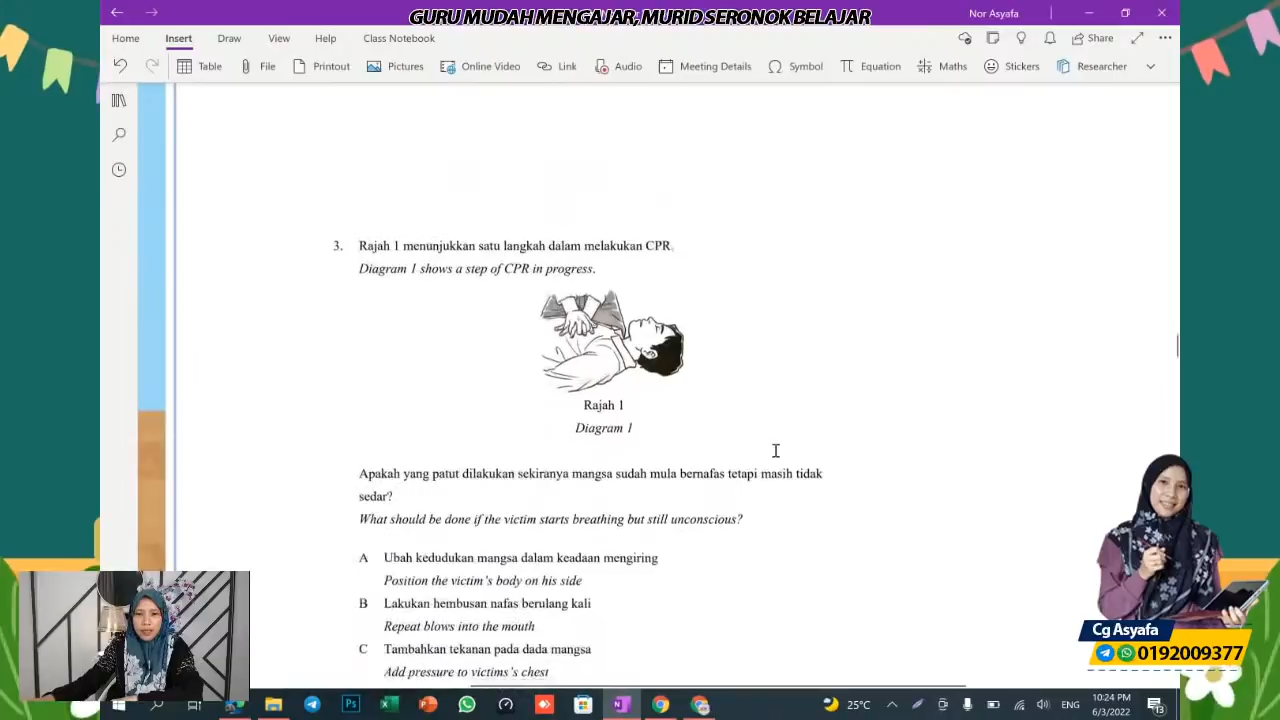 GURU MUDAH MENGAJAR, MURID SERONOK BELAJAR
Nor Asyafa
Home Insert Draw View Help Class Notebook
Share
Table File Printout Pictures Online Video Link Audio Meeting Details Symbol Equation Maths Stickers Researcher
3. Rajah 1 menunjukkan satu langkah dalam melakukan CPR.
Diagram 1 shows a step of CPR in progress.
Rajah 1
Diagram 1
Apakah yang patut dilakukan sekiranya mangsa sudah mula bernafas tetapi masih tidak
sedar?
What should be done if the victim starts breathing but still unconscious?
A Ubah kedudukan mangsa dalam keadaan mengiring
Position the victim's body on his side
B Lakukan hembusan nafas berulang kali
Repeat blows into the mouth
C Tambahkan tekanan pada dada mangsa
Add pressure to victims's chest
Cg Asyafa
0192009377
25°C
ENG
10:24 PM
6/3/2022
13